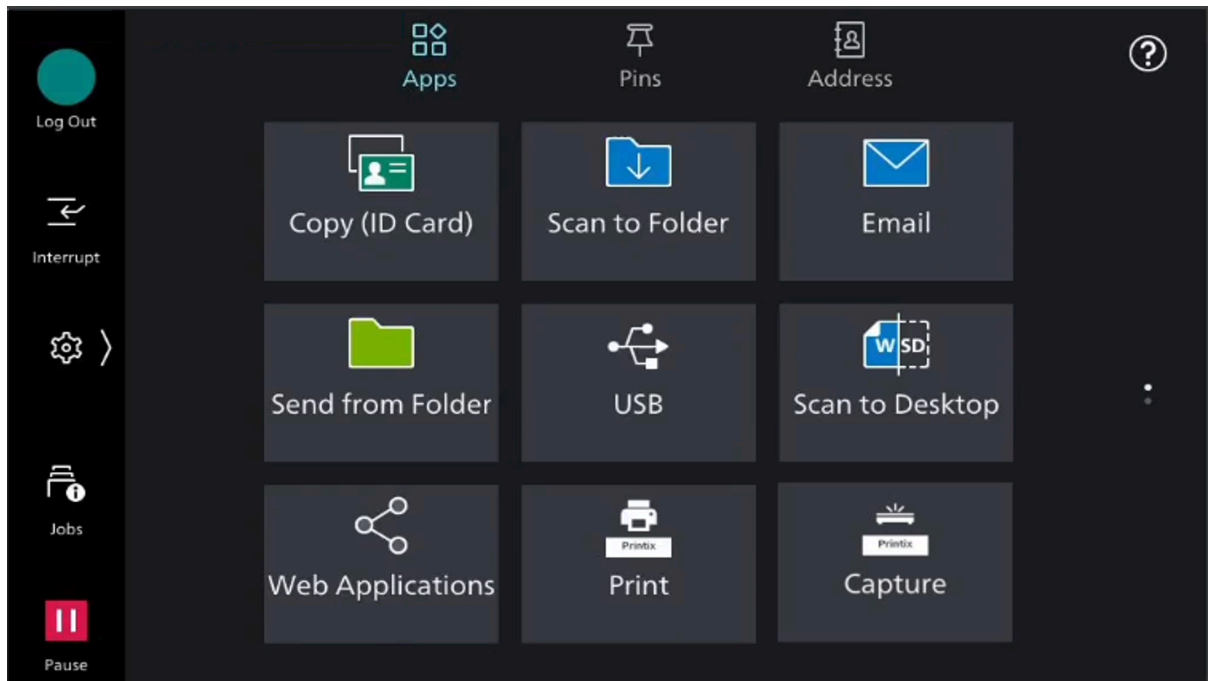 Apps
Pins
Address
?
Log Out
Interrupt
Jobs
Pause
Copy (ID Card)
Scan to Folder
Email
Send from Folder
USB
W SD
Scan to Desktop
Web Applications
Printix
Print
Printix
Capture